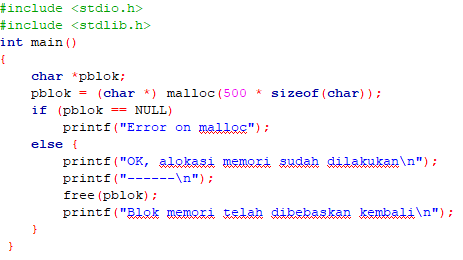 #include <stdio.h>
#include <stdlib.h>
int main()
{
    char *pblok;
    pblok = (char *) malloc(500 * sizeof(char));
    if (pblok == NULL)
        printf("Error on malloc");
    else {
        printf("OK, alokasi memori sudah dilakukan\n");
        printf("------\n");
        free(pblok);
        printf("Blok memori telah dibebaskan kembali\n");
    }
}